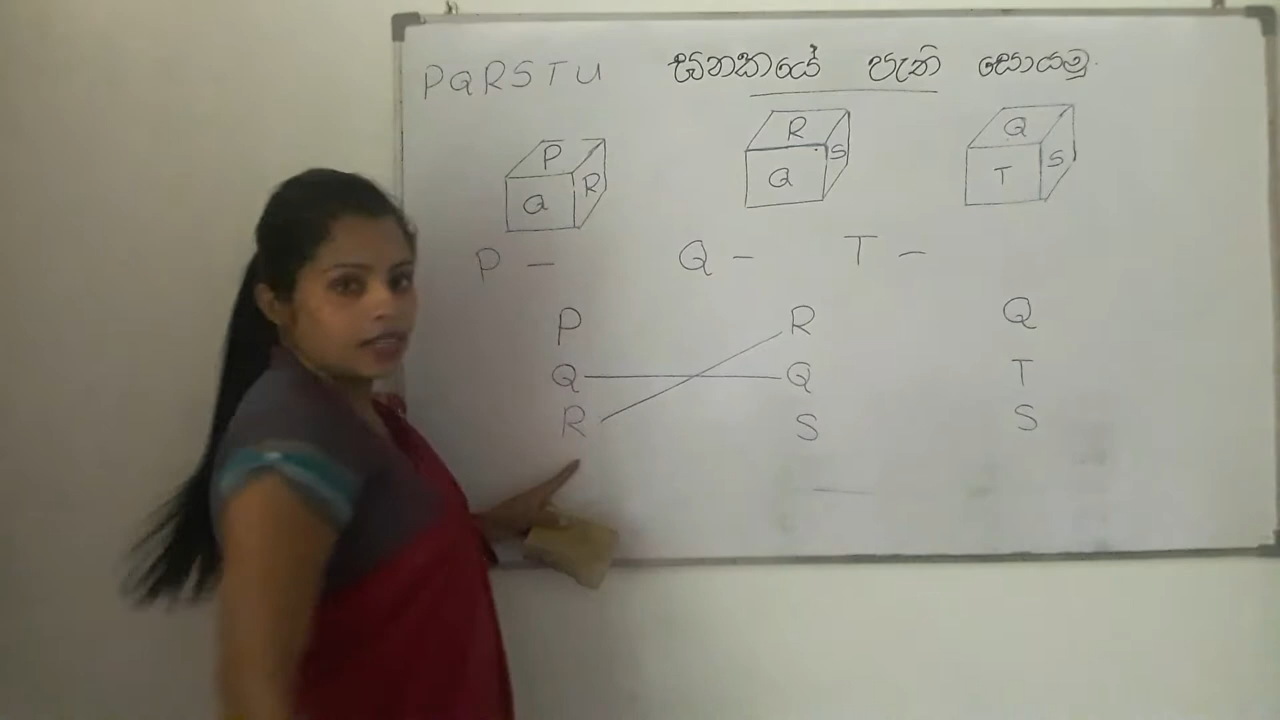 PQRSTU ඝනකයේ පැති සොයමු.
P R Q
Q R Q S T S
P - Q - T -
P R Q
Q Q T
R S S